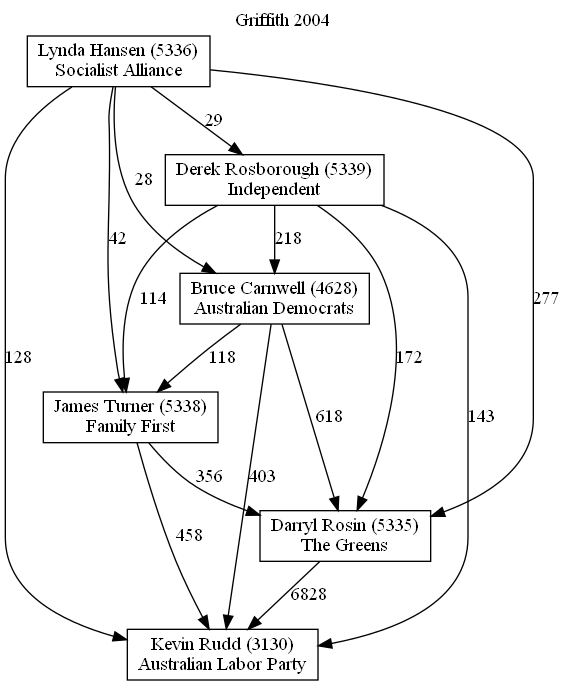 Griffith 2004
Lynda Hansen (5336)
Socialist Alliance
29
Derek Rosborough (5339)
Independent
28
42
218
277
Bruce Carnwell (4628)
Australian Democrats
114
128
118
172
James Turner (5338)
Family First
618
143
356
403
458
Darryl Rosin (5335)
The Greens
6828
Kevin Rudd (3130)
Australian Labor Party